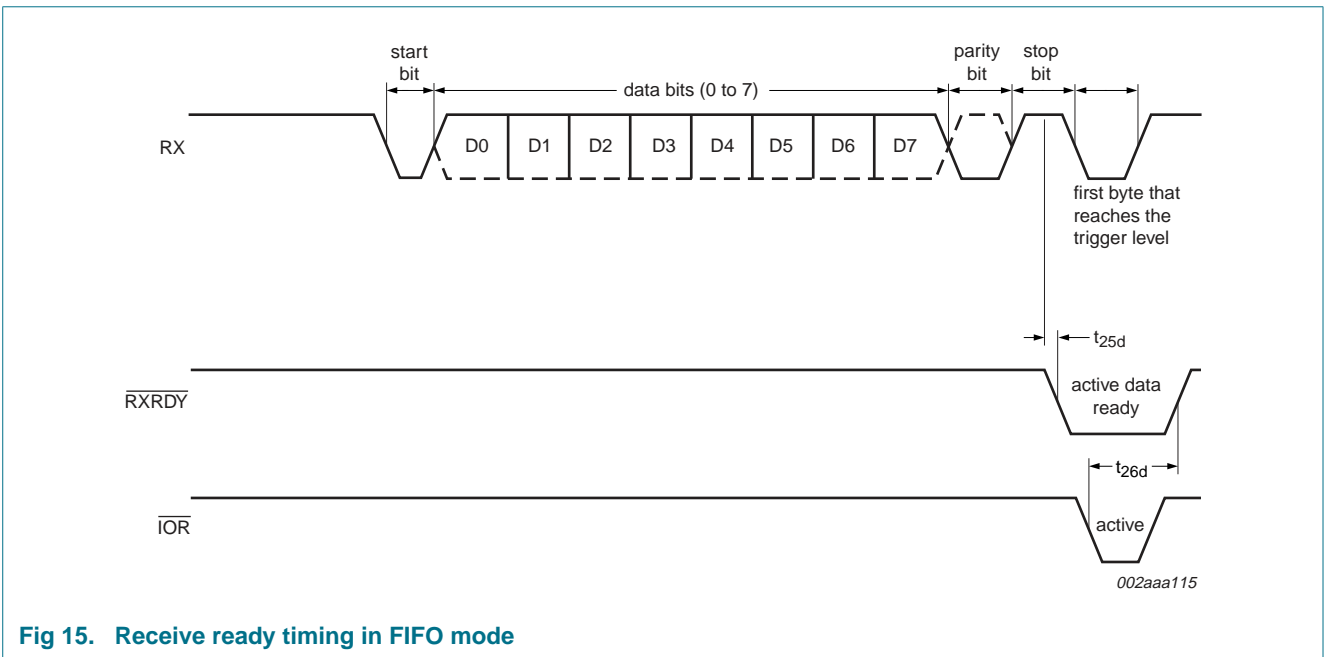 start
bit
data bits (0 to 7)
parity
bit
stop
bit
RX
D0 D1 D2 D3 D4 D5 D6 D7
first byte that
reaches the
trigger level
t25d
RXRDY
active data
ready
t26d
IOR
active
002aaa115
Fig 15. Receive ready timing in FIFO mode